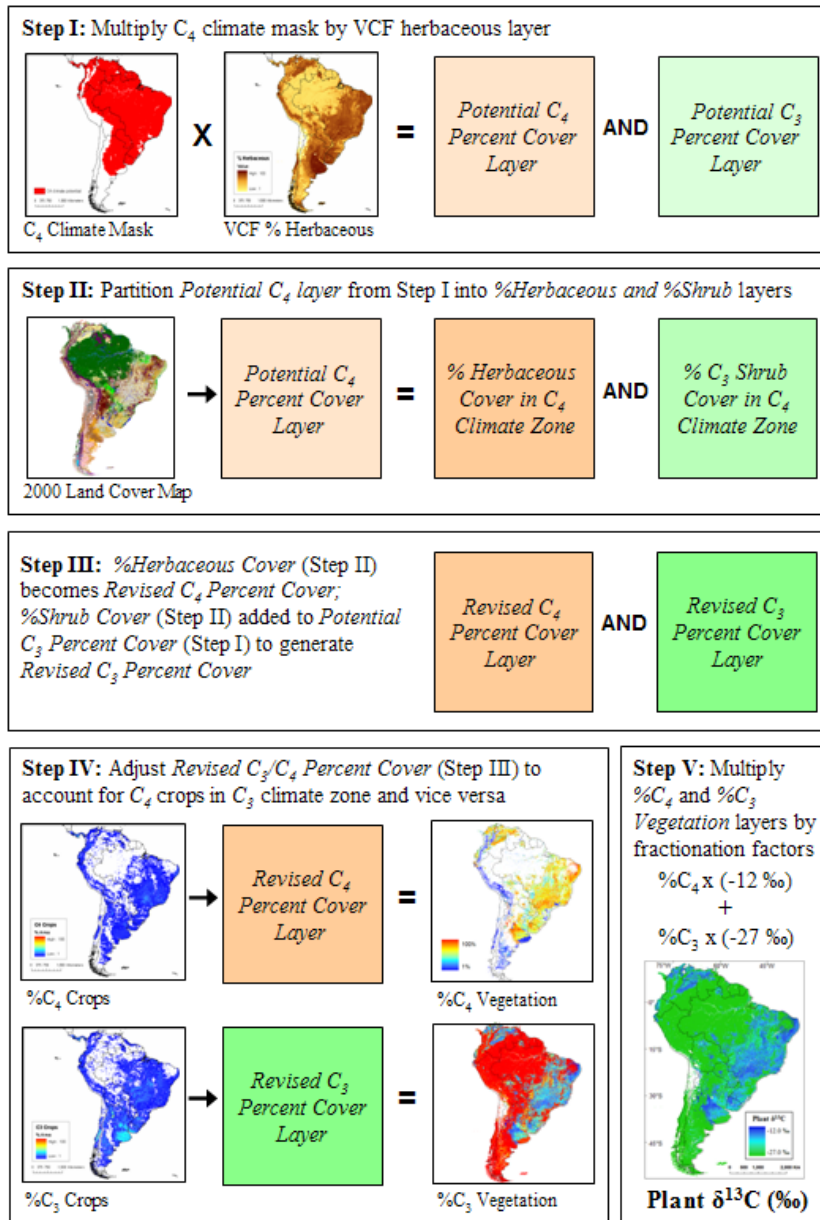 Step I: Multiply C₄ climate mask by VCF herbaceous layer
X
=
Potential C₄
Percent Cover
Layer
AND
Potential C₃
Percent Cover
Layer
% Herbaceous
C₄ Climate Mask
VCF % Herbaceous
Step II: Partition Potential C₄ layer from Step I into %Herbaceous and %Shrub layers
→
Potential C₄
Percent Cover
Layer
=
% Herbaceous
Cover in C₄
Climate Zone
AND
% C₃ Shrub
Cover in C₄
Climate Zone
2000 Land Cover Map
Step III: %Herbaceous Cover (Step II)
becomes Revised C₄ Percent Cover;
%Shrub Cover (Step II) added to Potential
C₃ Percent Cover (Step I) to generate
Revised C₃ Percent Cover
Revised C₄
Percent Cover
Layer
AND
Revised C₃
Percent Cover
Layer
Step IV: Adjust Revised C₃/C₄ Percent Cover (Step III) to
account for C₄ crops in C₃ climate zone and vice versa
→
Revised C₄
Percent Cover
Layer
=
100%
1%
%C₄ Crops
%C₄ Vegetation
C3 Crops
→
Revised C₃
Percent Cover
Layer
=
%C₃ Crops
%C₃ Vegetation
Step V: Multiply
%C₄ and %C₃
Vegetation layers by
fractionation factors
%C₄ x (-12 ‰)
+
%C₃ x (-27 ‰)
Plant δ¹³C
-12.0 ‰
-27.0 ‰
Plant δ¹³C (‰)